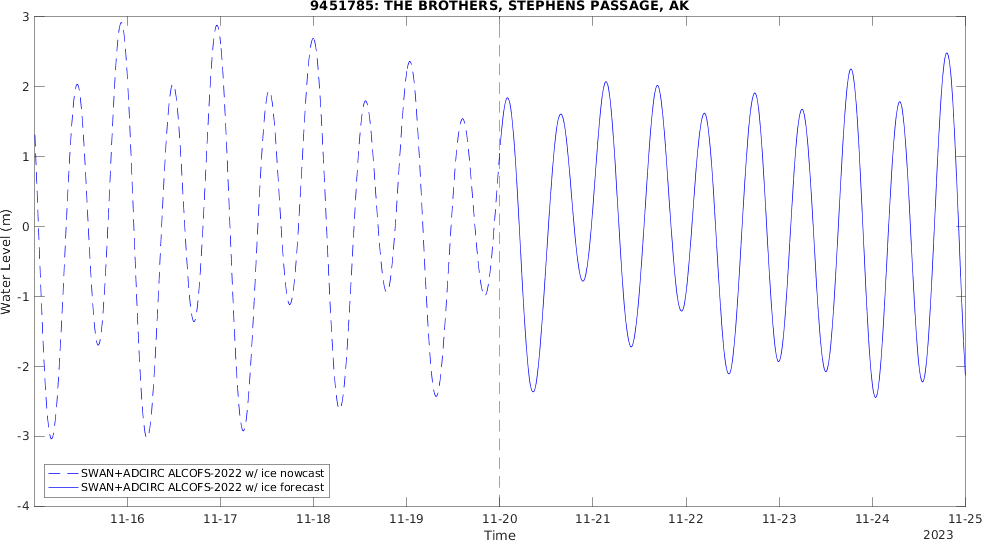 9451785: THE BROTHERS, STEPHENS PASSAGE, AK
3
2
1
0
-1
-2
-3
-4
Water Level (m)
SWAN+ADCIRC ALCOFS-2022 w/ ice nowcast
SWAN+ADCIRC ALCOFS-2022 w/ ice forecast
11-16 11-17 11-18 11-19 11-20 11-21 11-22 11-23 11-24 11-25
Time
2023